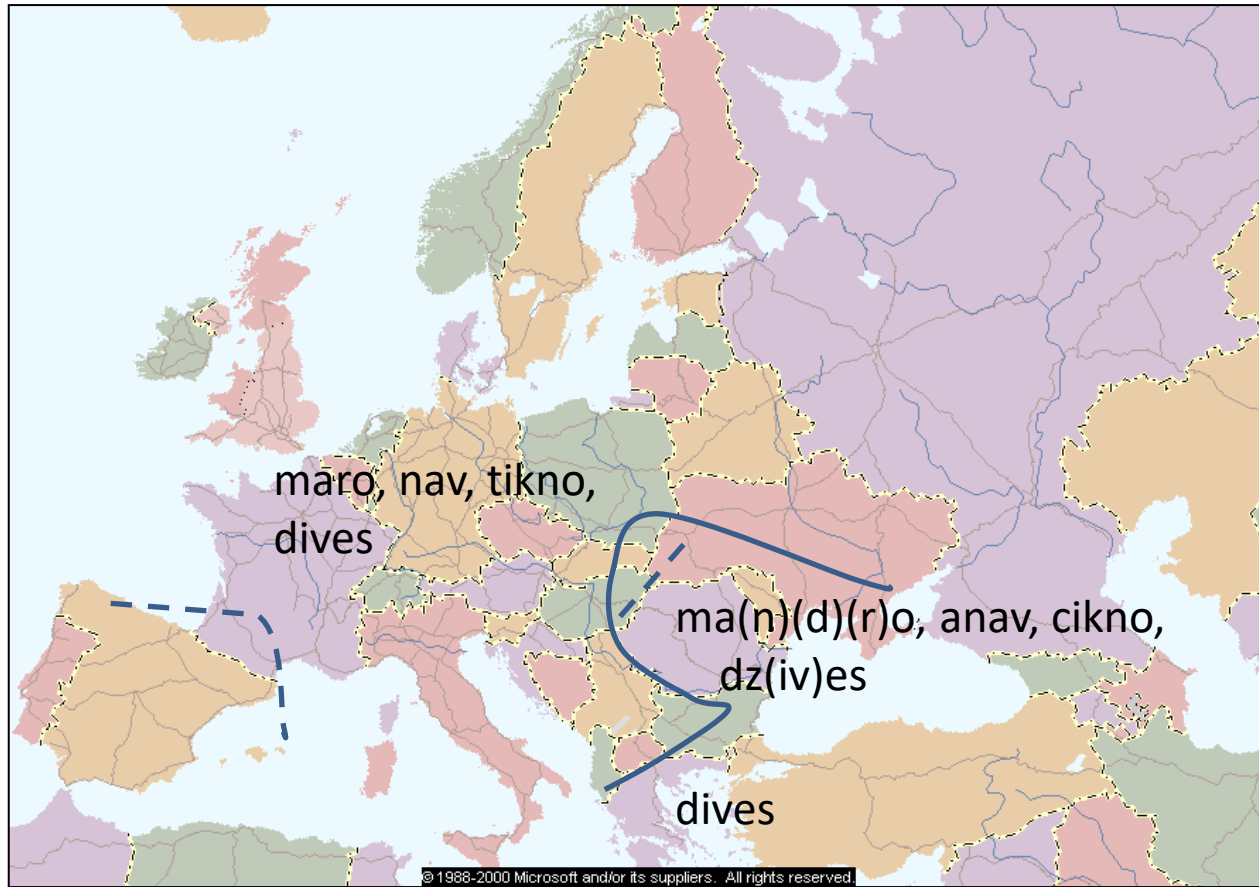 maro, nav, tikno,
dives
ma(n)(d)(r)o, anav, cikno,
dz(iv)es
dives
© 1988-2000 Microsoft and/or its suppliers. All rights reserved.